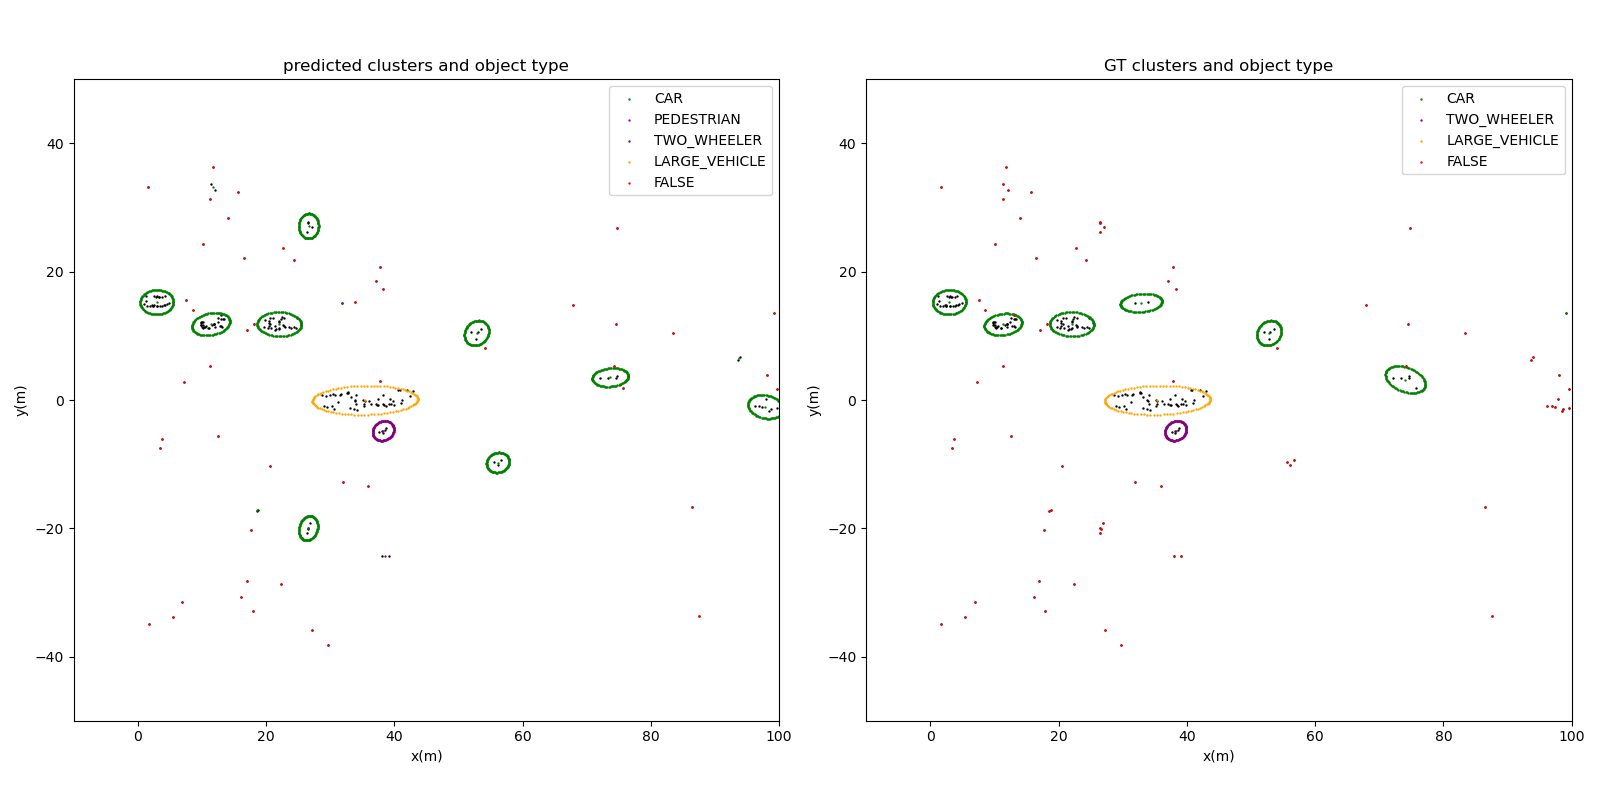 predicted clusters and object type
CAR
PEDESTRIAN
TWO_WHEELER
LARGE_VEHICLE
FALSE
40
20
0
−20
−40
y(m)
0
20
40
60
80
100
x(m)
GT clusters and object type
CAR
TWO_WHEELER
LARGE_VEHICLE
FALSE
40
20
0
−20
−40
y(m)
0
20
40
60
80
100
x(m)